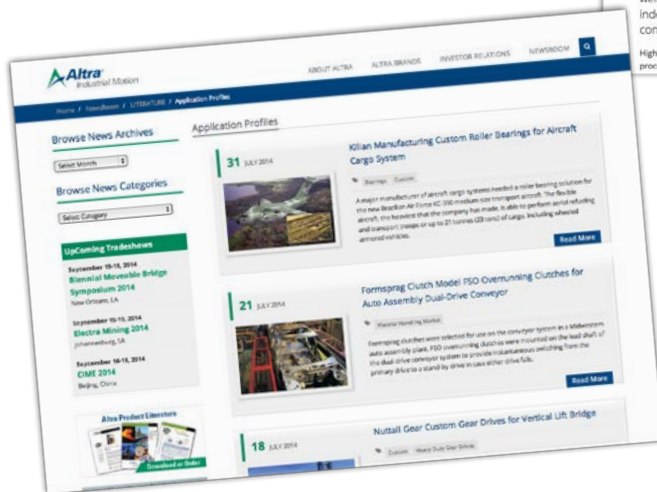 ind
con
High
proc
Altra
Industrial Motion
ABOUT ALTRA
ALTRA BRANDS
INVESTOR RELATIONS
NEWSROOM
Home / Newsroom / LITERATURE / Application Profiles
Browse News Archives
Select Month
Browse News Categories
Select Category
UpComing Tradeshows
September 15-18, 2014
Biennial Moveable Bridge
Symposium 2014
New Orleans, LA
September 15-19, 2014
Electra Mining 2014
Johannesburg, SA
September 16-18, 2014
CIME 2014
Beijing, China
Altra Product Literature
Download or Order
Application Profiles
31 JULY 2014
Kilian Manufacturing Custom Roller Bearings for Aircraft
Cargo System
Bearings Custom
A major manufacturer of aircraft cargo systems needed a roller bearing solution for
the new Brazilian Air Force KC-390 medium-size transport aircraft. The flexible
aircraft, the heaviest that the company has made, is able to perform aerial refueling
and transport troops or up to 21 tonnes (23 tons) of cargo, including wheeled
armored vehicles.
Read More
21 JULY 2014
Formsprag Clutch Model FSO Overrunning Clutches for
Auto Assembly Dual-Drive Conveyor
Material Handling Market
Formsprag clutches were selected for use on the conveyor system in a Midwestern
auto assembly plant. FSO overrunning clutches were mounted on the lead shaft of
the dual drive conveyor system to provide instantaneous switching from the
primary drive to a stand by drive in case either drive fails.
Read More
18 JULY 2014
Nuttall Gear Custom Gear Drives for Vertical Lift Bridge
Custom Heavy Duty Gear Drives